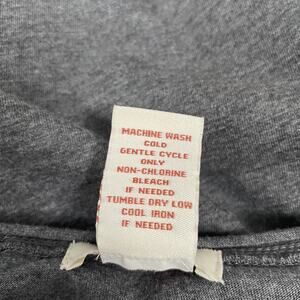 MACHINE WASH
COLD
GENTLE CYCLE
ONLY
NON-CHLORINE
BLEACH
IF NEEDED
TUMBLE DRY LOW
COOL IRON
IF NEEDED